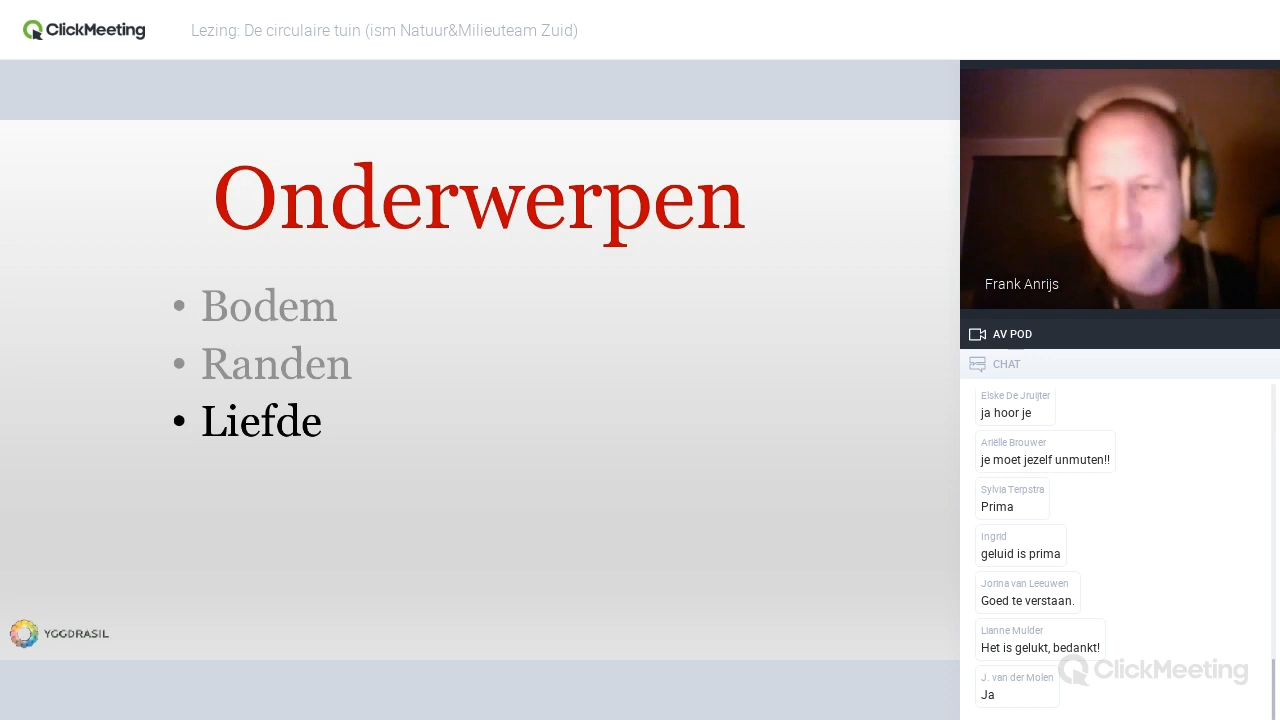 ClickMeeting
Lezing: De circulaire tuin (ism Natuur&Milieuteam Zuid)
Onderwerpen
• Bodem
• Randen
• Liefde
YGGDRASIL
Frank Anrijs
AV POD
CHAT
Elske De Jruijter
ja hoor je
Ariëlle Brouwer
je moet jezelf unmuten!!
Sylvia Terpstra
Prima
Ingrid
geluid is prima
Jorina van Leeuwen
Goed te verstaan.
Lianne Mulder
Het is gelukt, bedankt!
J. van der Molen
Ja
ClickMeeting